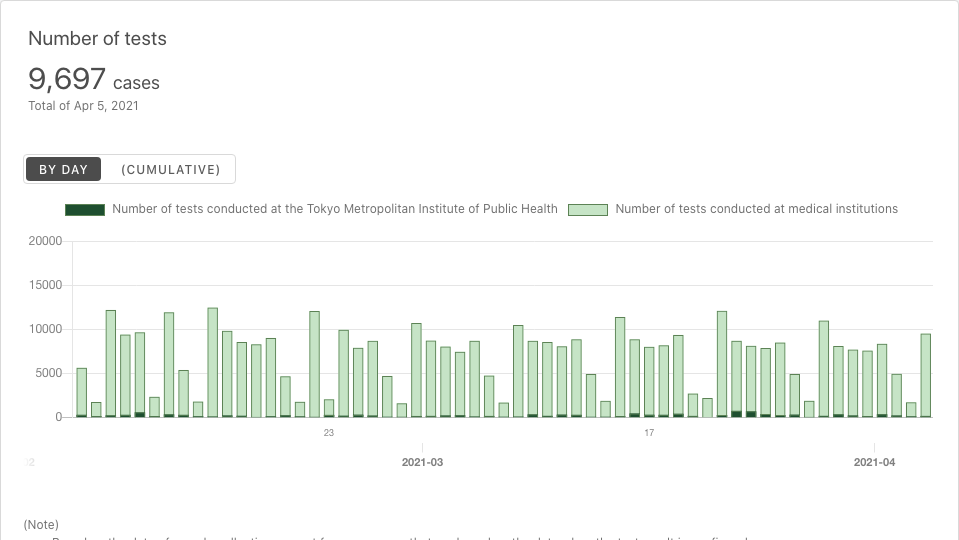 Number of tests
9,697 cases
Total of Apr 5, 2021
BY DAY (CUMULATIVE)
Number of tests conducted at the Tokyo Metropolitan Institute of Public Health Number of tests conducted at medical institutions
20000
15000
10000
5000
0
23 17
2021-03 2021-04
(Note)